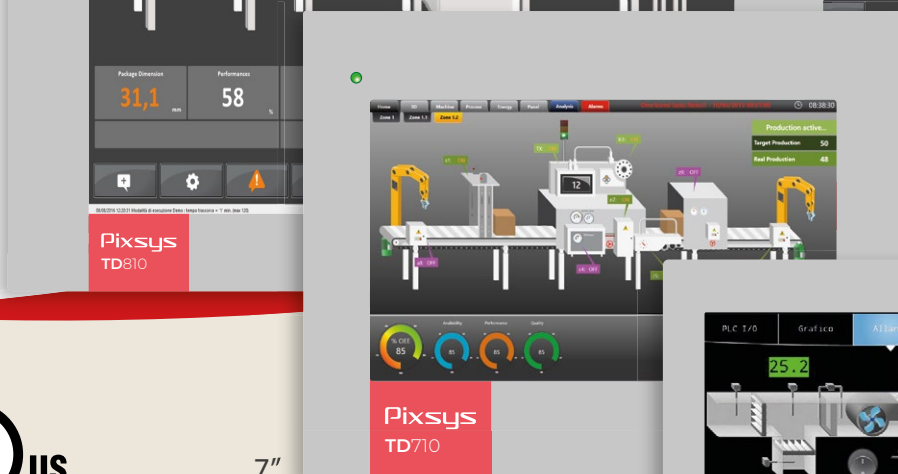 Package Dimension
31,1
mm
Performances
58
%
Pixsys
TD810
Home
3D
Machine
Process
Energy
Panel
Analysis
Alarms
08:38:30
Zone 1
Zone 1.1
Zone 1.2
Production active...
Target Production 50
Real Production 48
12
% OEE
85
Availability
85
Performance
85
Quality
85
Pixsys
TD710
PLC I/O
Grafico
25.2
us
7"